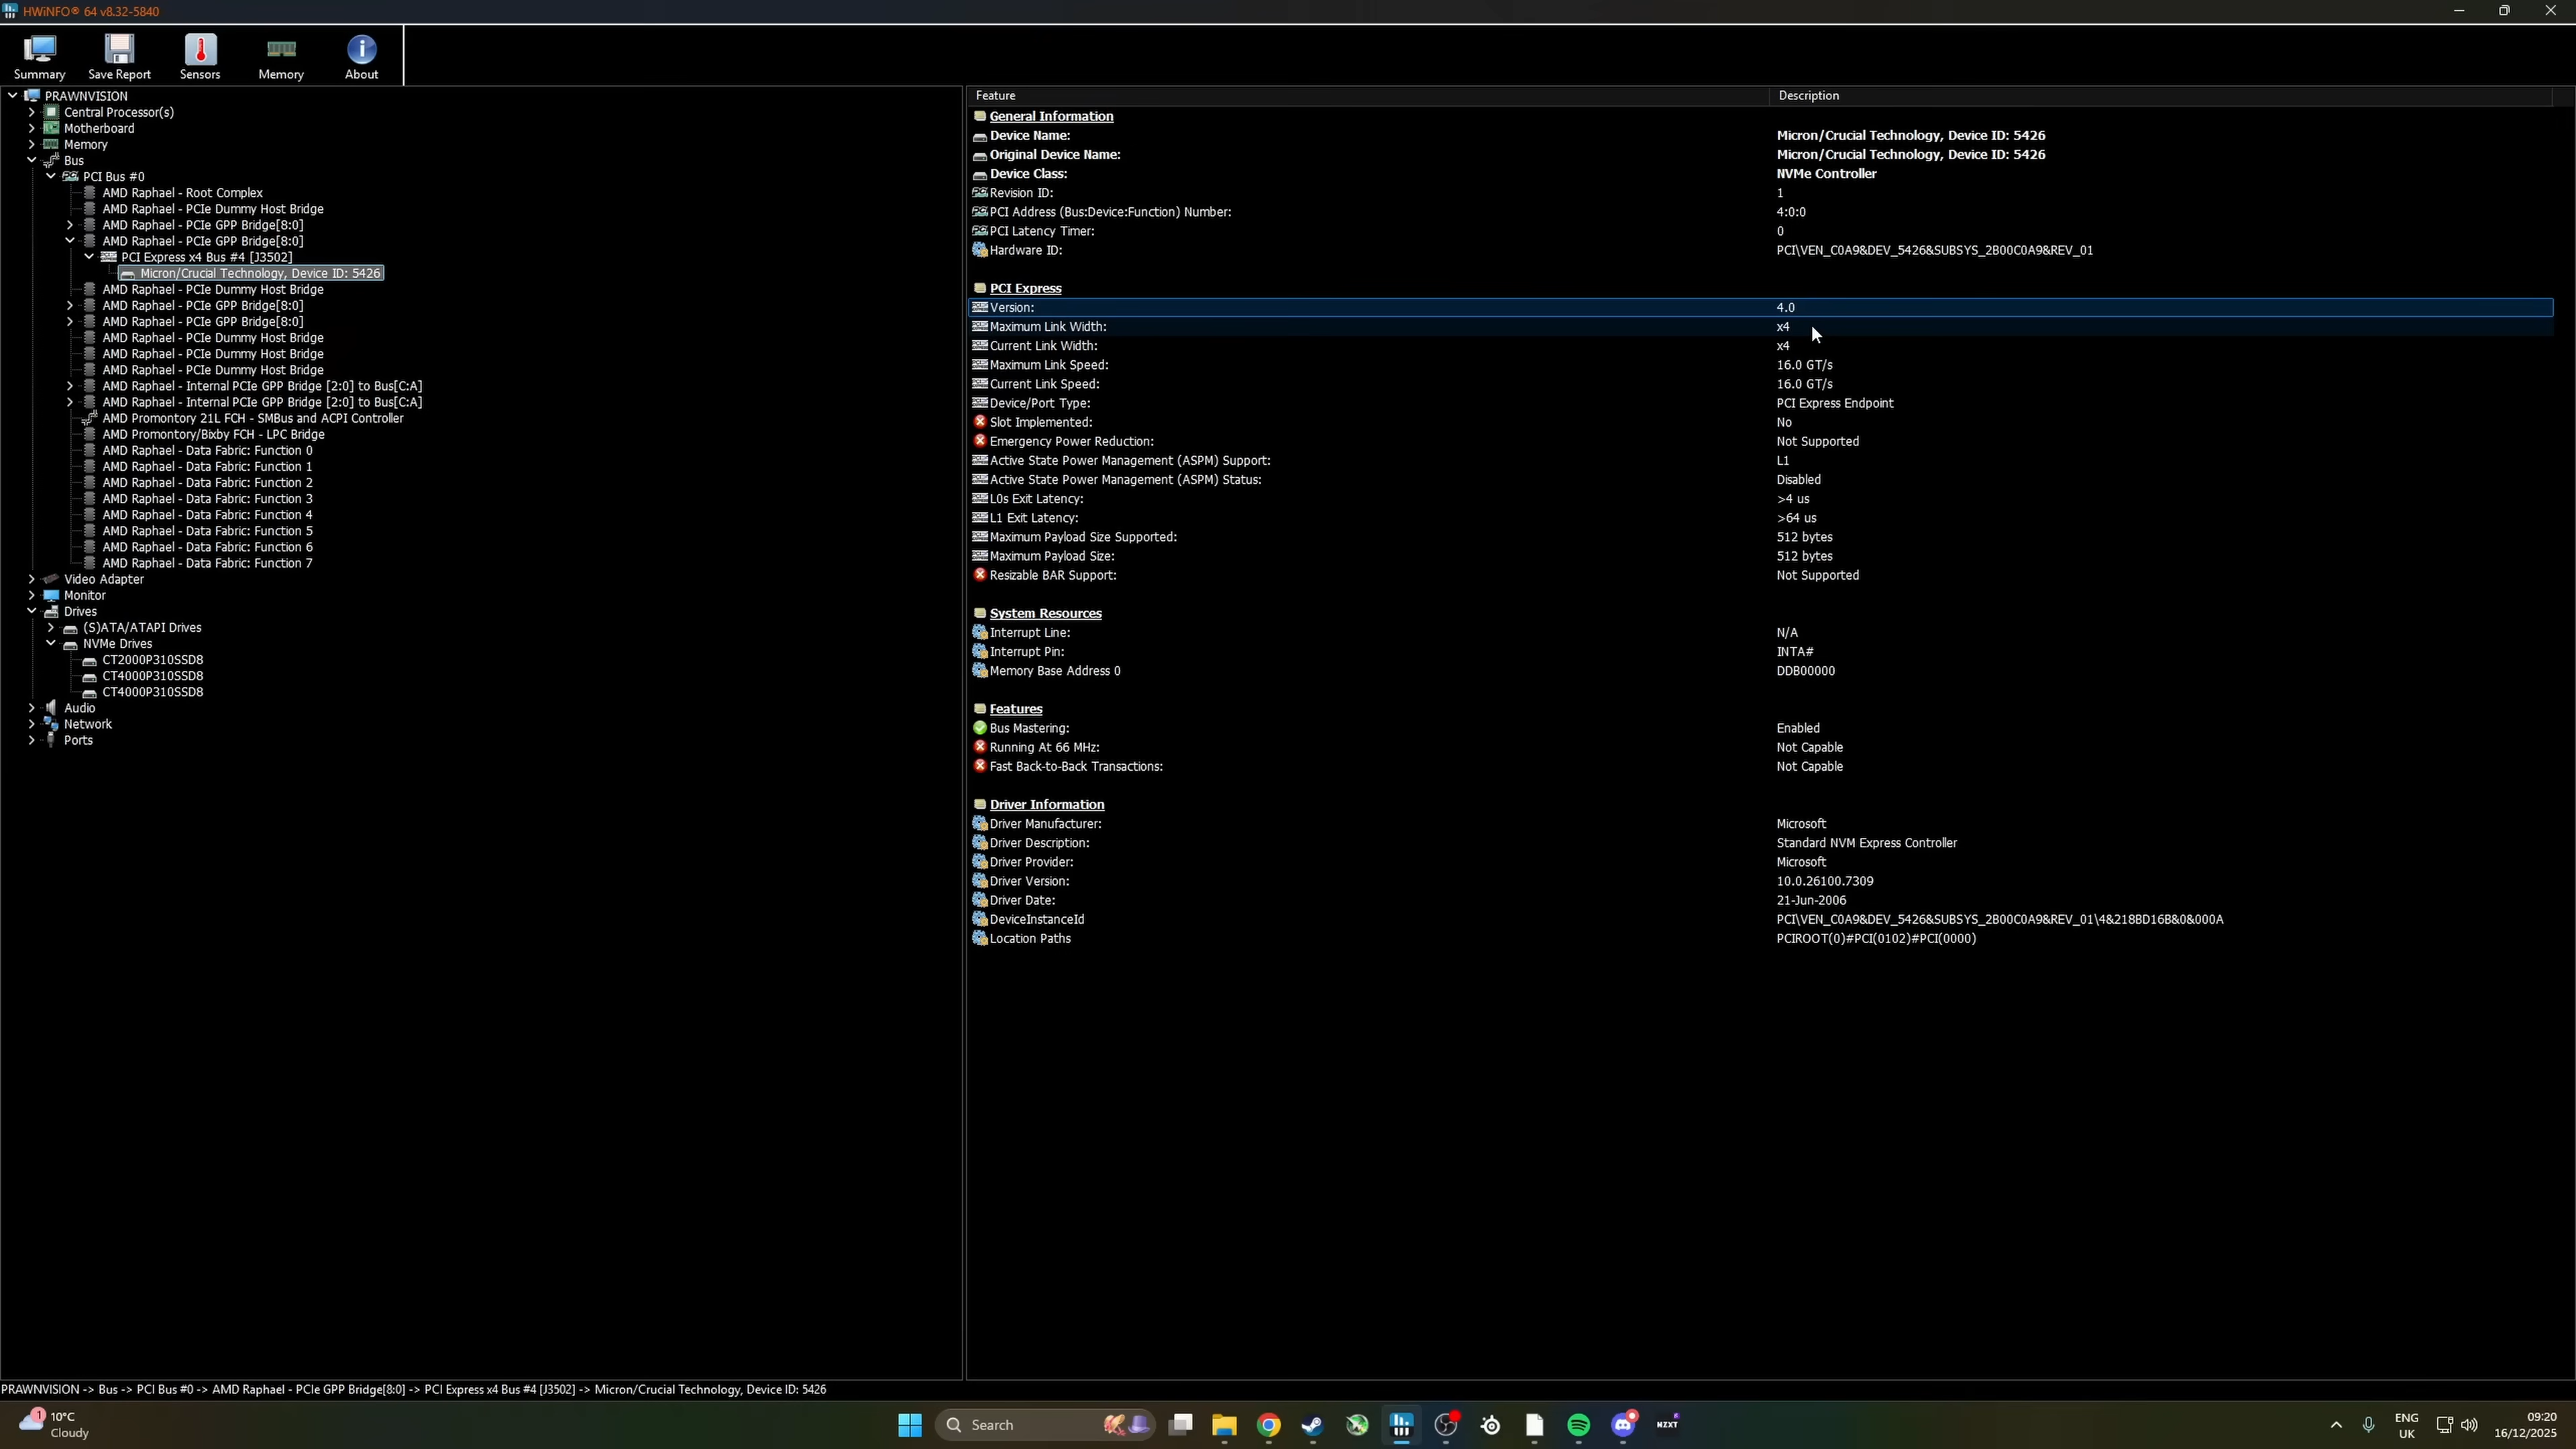 HWiNFO® 64 v8.32-5840
Summary Save Report Sensors Memory About
PRAWNVISION
Central Processor(s)
Motherboard
Memory
Bus
PCI Bus #0
AMD Raphael - Root Complex
AMD Raphael - PCIe Dummy Host Bridge
AMD Raphael - PCIe GPP Bridge[8:0]
AMD Raphael - PCIe GPP Bridge[8:0]
PCI Express x4 Bus #4 [J3502]
Micron/Crucial Technology, Device ID: 5426
AMD Raphael - PCIe Dummy Host Bridge
AMD Raphael - PCIe GPP Bridge[8:0]
AMD Raphael - PCIe GPP Bridge[8:0]
AMD Raphael - PCIe Dummy Host Bridge
AMD Raphael - PCIe Dummy Host Bridge
AMD Raphael - PCIe Dummy Host Bridge
AMD Raphael - Internal PCIe GPP Bridge [2:0] to Bus[C:A]
AMD Raphael - Internal PCIe GPP Bridge [2:0] to Bus[C:A]
AMD Promontory 21L FCH - SMBus and ACPI Controller
AMD Promontory/Bixby FCH - LPC Bridge
AMD Raphael - Data Fabric: Function 0
AMD Raphael - Data Fabric: Function 1
AMD Raphael - Data Fabric: Function 2
AMD Raphael - Data Fabric: Function 3
AMD Raphael - Data Fabric: Function 4
AMD Raphael - Data Fabric: Function 5
AMD Raphael - Data Fabric: Function 6
AMD Raphael - Data Fabric: Function 7
Video Adapter
Monitor
Drives
(S)ATA/ATAPI Drives
NVMe Drives
CT2000P310SSD8
CT4000P310SSD8
CT4000P310SSD8
Audio
Network
Ports
Feature Description
General Information
Device Name: Micron/Crucial Technology, Device ID: 5426
Original Device Name: Micron/Crucial Technology, Device ID: 5426
Device Class: NVMe Controller
Revision ID: 1
PCI Address (Bus:Device:Function) Number: 4:0:0
PCI Latency Timer: 0
Hardware ID: PCI\VEN_C0A9&DEV_5426&SUBSYS_2B00C0A9&REV_01
PCI Express
Version: 4.0
Maximum Link Width: x4
Current Link Width: x4
Maximum Link Speed: 16.0 GT/s
Current Link Speed: 16.0 GT/s
Device/Port Type: PCI Express Endpoint
Slot Implemented: No
Emergency Power Reduction: Not Supported
Active State Power Management (ASPM) Support: L1
Active State Power Management (ASPM) Status: Disabled
L0s Exit Latency: >4 us
L1 Exit Latency: >64 us
Maximum Payload Size Supported: 512 bytes
Maximum Payload Size: 512 bytes
Resizable BAR Support: Not Supported
System Resources
Interrupt Line: N/A
Interrupt Pin: INTA#
Memory Base Address 0 DDB00000
Features
Bus Mastering: Enabled
Running At 66 MHz: Not Capable
Fast Back-to-Back Transactions: Not Capable
Driver Information
Driver Manufacturer: Microsoft
Driver Description: Standard NVM Express Controller
Driver Provider: Microsoft
Driver Version: 10.0.26100.7309
Driver Date: 21-Jun-2006
DeviceInstanceId PCI\VEN_C0A9&DEV_5426&SUBSYS_2B00C0A9&REV_01\4&218BD16B&0&000A
Location Paths PCIROOT(0)#PCI(0102)#PCI(0000)
PRAWNVISION -> Bus -> PCI Bus #0 -> AMD Raphael - PCIe GPP Bridge[8:0] -> PCI Express x4 Bus #4 [J3502] -> Micron/Crucial Technology, Device ID: 5426
1
10°C
Cloudy
Search
NZXT
ENG
UK
09:20
16/12/2025